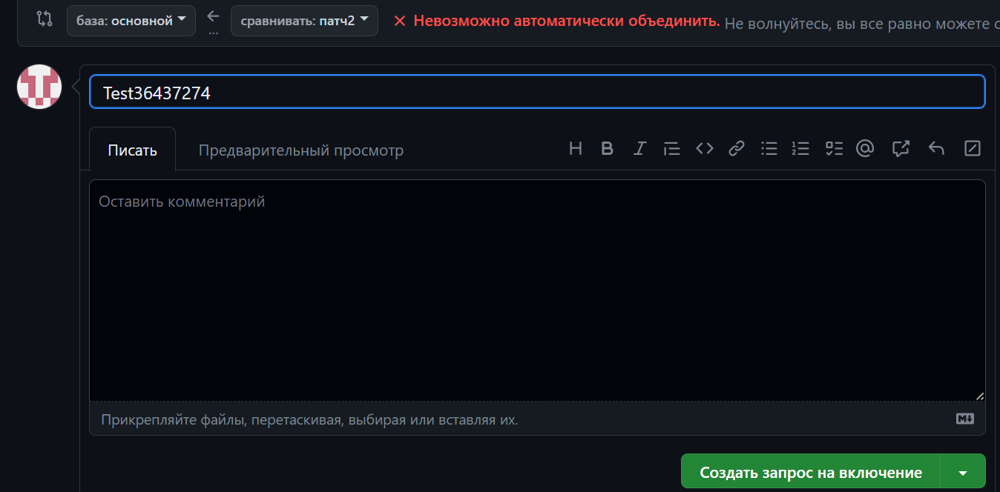 база: основной
...
сравнивать: патч2
Невозможно автоматически объединить. Не волнуйтесь, вы все равно можете
Test36437274
Писать
Предварительный просмотр
Оставить комментарий
Прикрепляйте файлы, перетаскивая, выбирая или вставляя их.
Создать запрос на включение